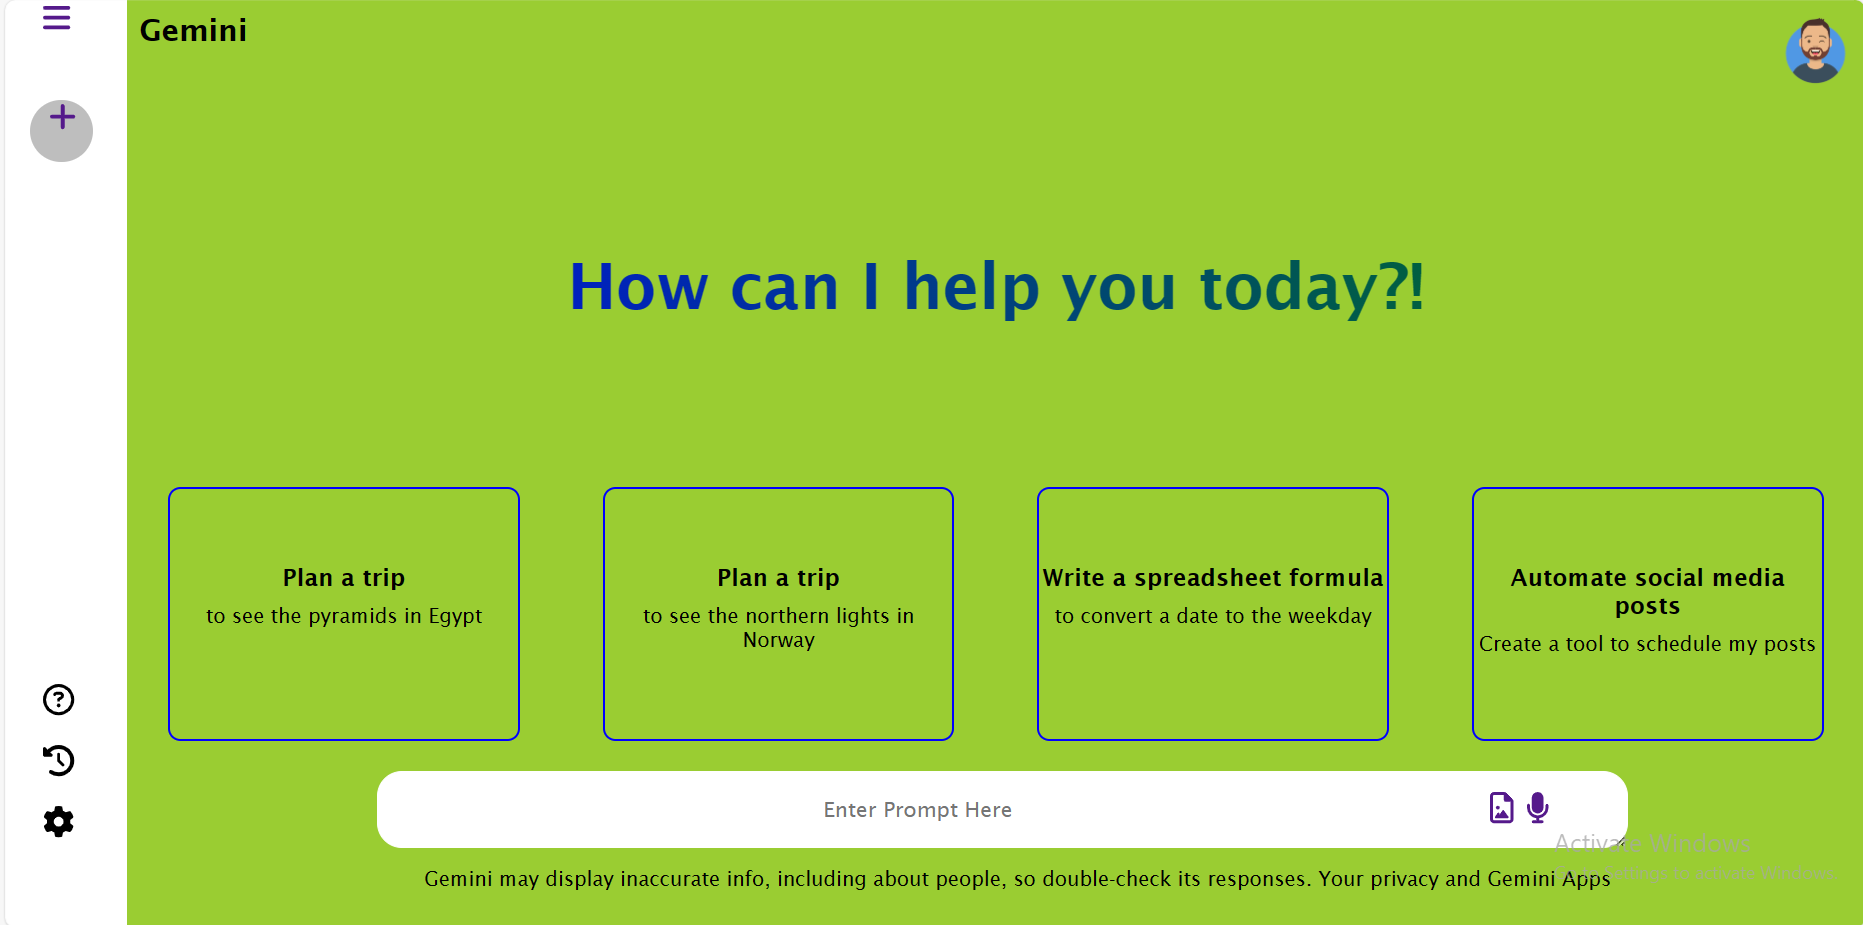 Gemini
How can I help you today?!
Plan a trip
to see the pyramids in Egypt
Plan a trip
to see the northern lights in
Norway
Write a spreadsheet formula
to convert a date to the weekday
Automate social media
posts
Create a tool to schedule my posts
Enter Prompt Here
Activate Windows
Settings to activate Windows.
Gemini may display inaccurate info, including about people, so double-check its responses. Your privacy and Gemini Apps